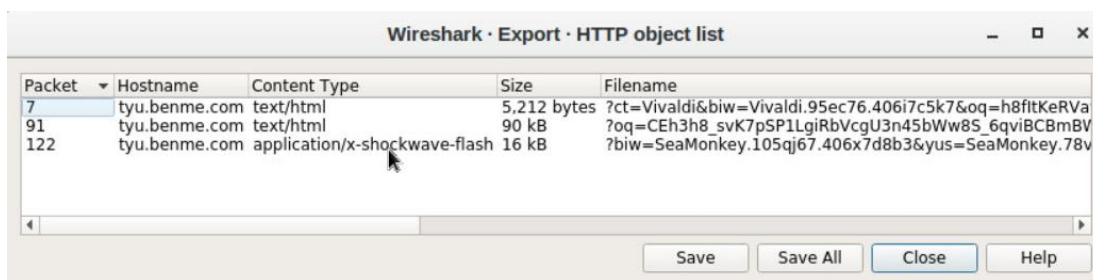 Wireshark · Export · HTTP object list
Packet Hostname Content Type Size Filename
7 tyu.benme.com text/html 5,212 bytes ?ct=Vivaldi&biw=Vivaldi.95ec76.406i7c5k7&oq=h8fItKeRVa
91 tyu.benme.com text/html 90 kB ?oq=CEh3h8_svK7pSP1LgiRbVcgU3n45bWw8S_6qviBCBmBV
122 tyu.benme.com application/x-shockwave-flash 16 kB ?biw=SeaMonkey.105qj67.406x7d8b3&yus=SeaMonkey.78v
Save Save All Close Help